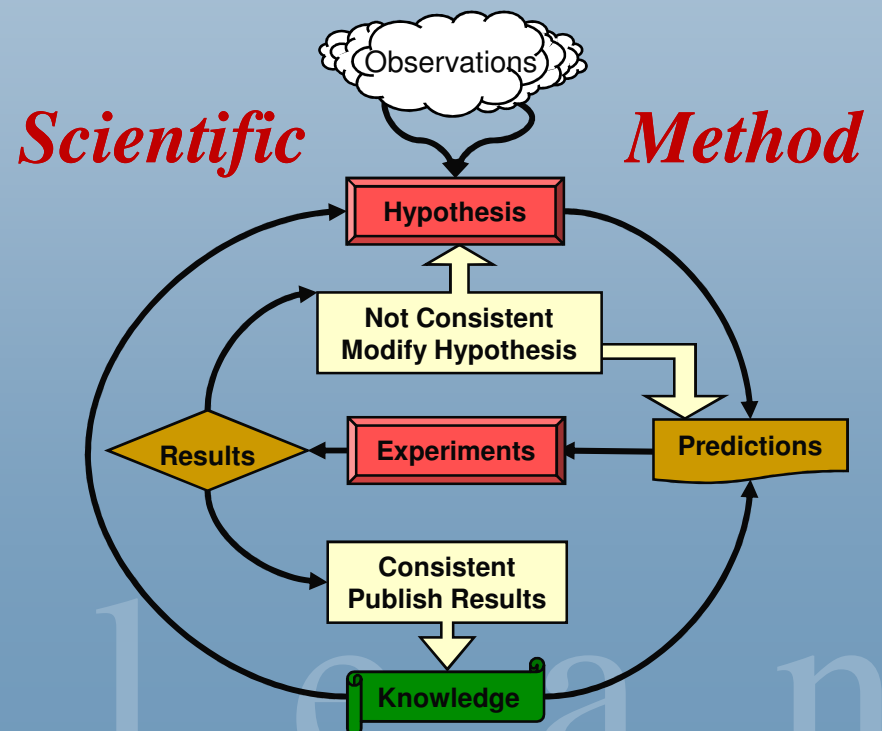 Observations
Scientific Method
Hypothesis
Not Consistent
Modify Hypothesis
Results
Experiments
Predictions
Consistent
Publish Results
Knowledge
l e a n